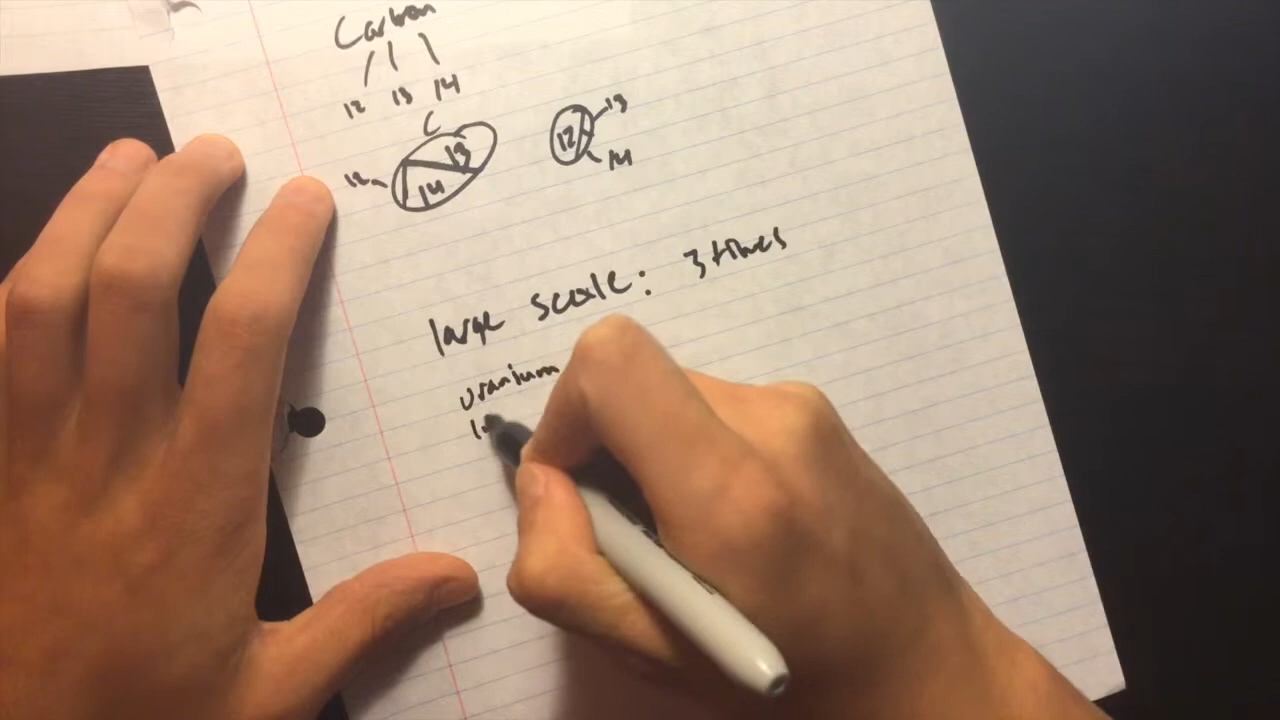 Carbon
12 13 14
C
12 13 14
12 13 14
large scale: 3 times
uranium